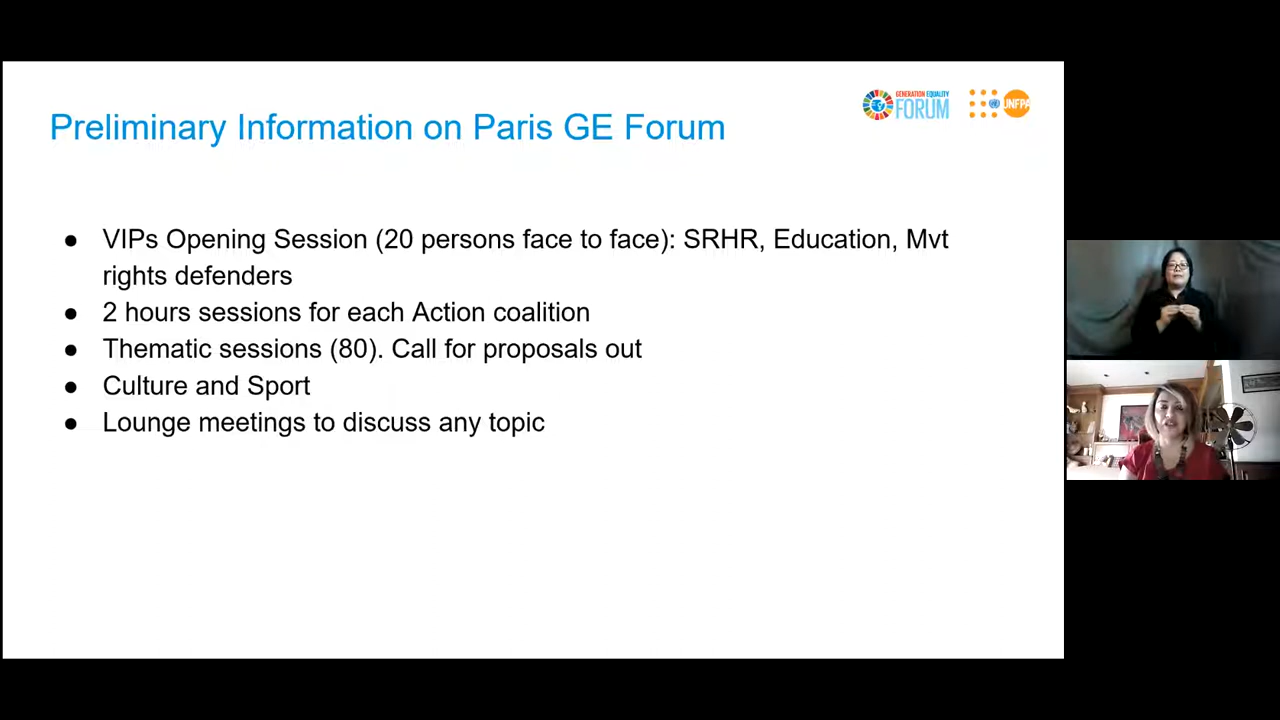 GENERATION EQUALITY
FORUM
UNFPA
Preliminary Information on Paris GE Forum
● VIPs Opening Session (20 persons face to face): SRHR, Education, Mvt
rights defenders
● 2 hours sessions for each Action coalition
● Thematic sessions (80). Call for proposals out
● Culture and Sport
● Lounge meetings to discuss any topic